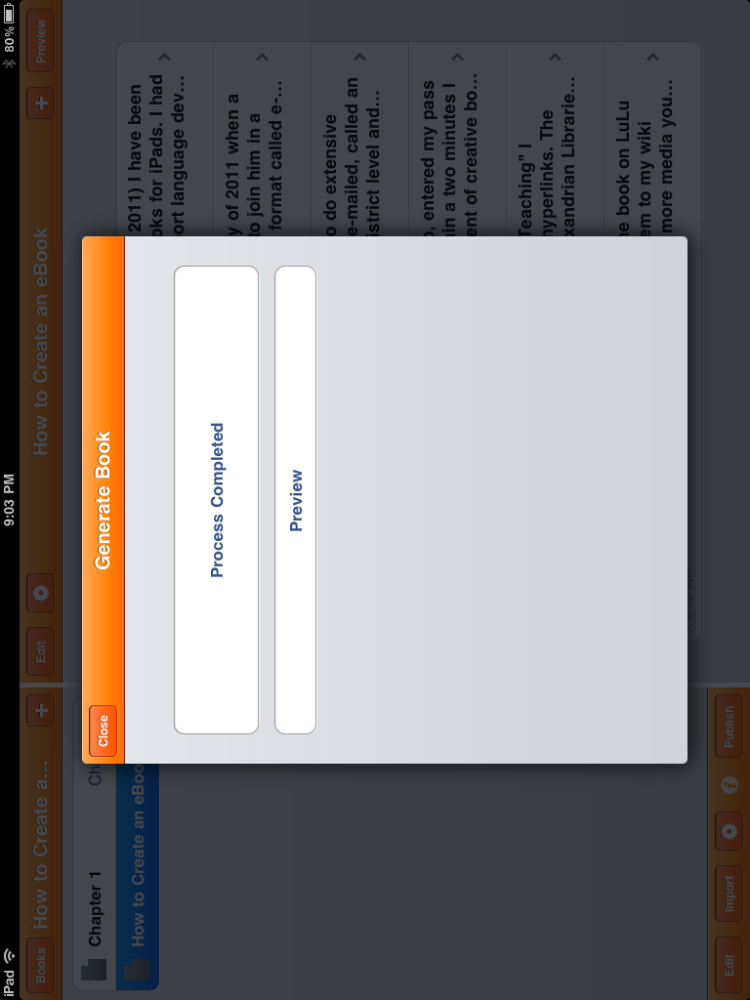 iPad
9:03 PM
80%
Books
How to Create a...
Edit
How to Create an eBook
Preview
Chapter 1
Ch
How to Create an eBoo
2011) I have been
oks for iPads. I had
ort language dev...
y of 2011 when a
to join him in a
format called e-...
o do extensive
e-mailed, called an
istrict level and...
o, entered my pass
in a two minutes I
ent of creative bo...
Teaching" I
hyperlinks. The
xandrian Librarie...
he book on LuLu
em to my wiki
more media you...
Close
Generate Book
Process Completed
Preview
Edit
Import
Publish